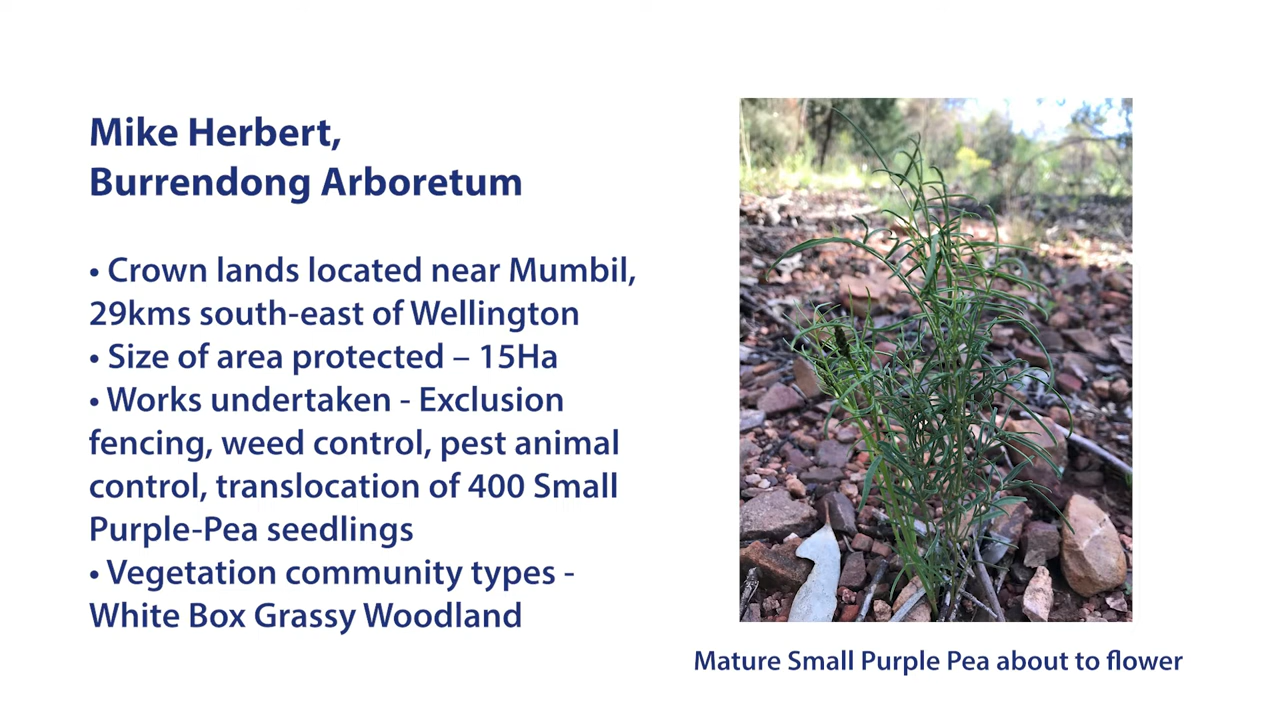 Mike Herbert,
Burrendong Arboretum
• Crown lands located near Mumbil,
29kms south-east of Wellington
• Size of area protected – 15Ha
• Works undertaken - Exclusion
fencing, weed control, pest animal
control, translocation of 400 Small
Purple-Pea seedlings
• Vegetation community types -
White Box Grassy Woodland
Mature Small Purple Pea about to flower